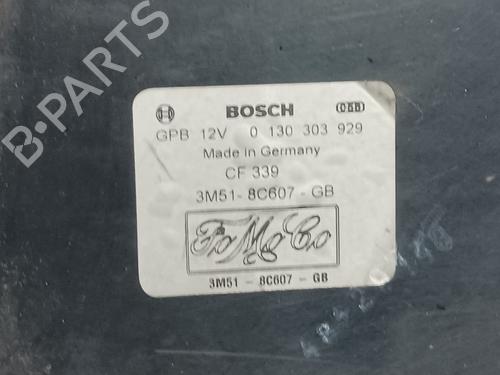 B-PARTS
BOSCH
GPB 12V 0 130 303 929
Made in Germany
CF 339
3M51-8C607-GB
FoMoCo
3M51 - 8C607 - GB